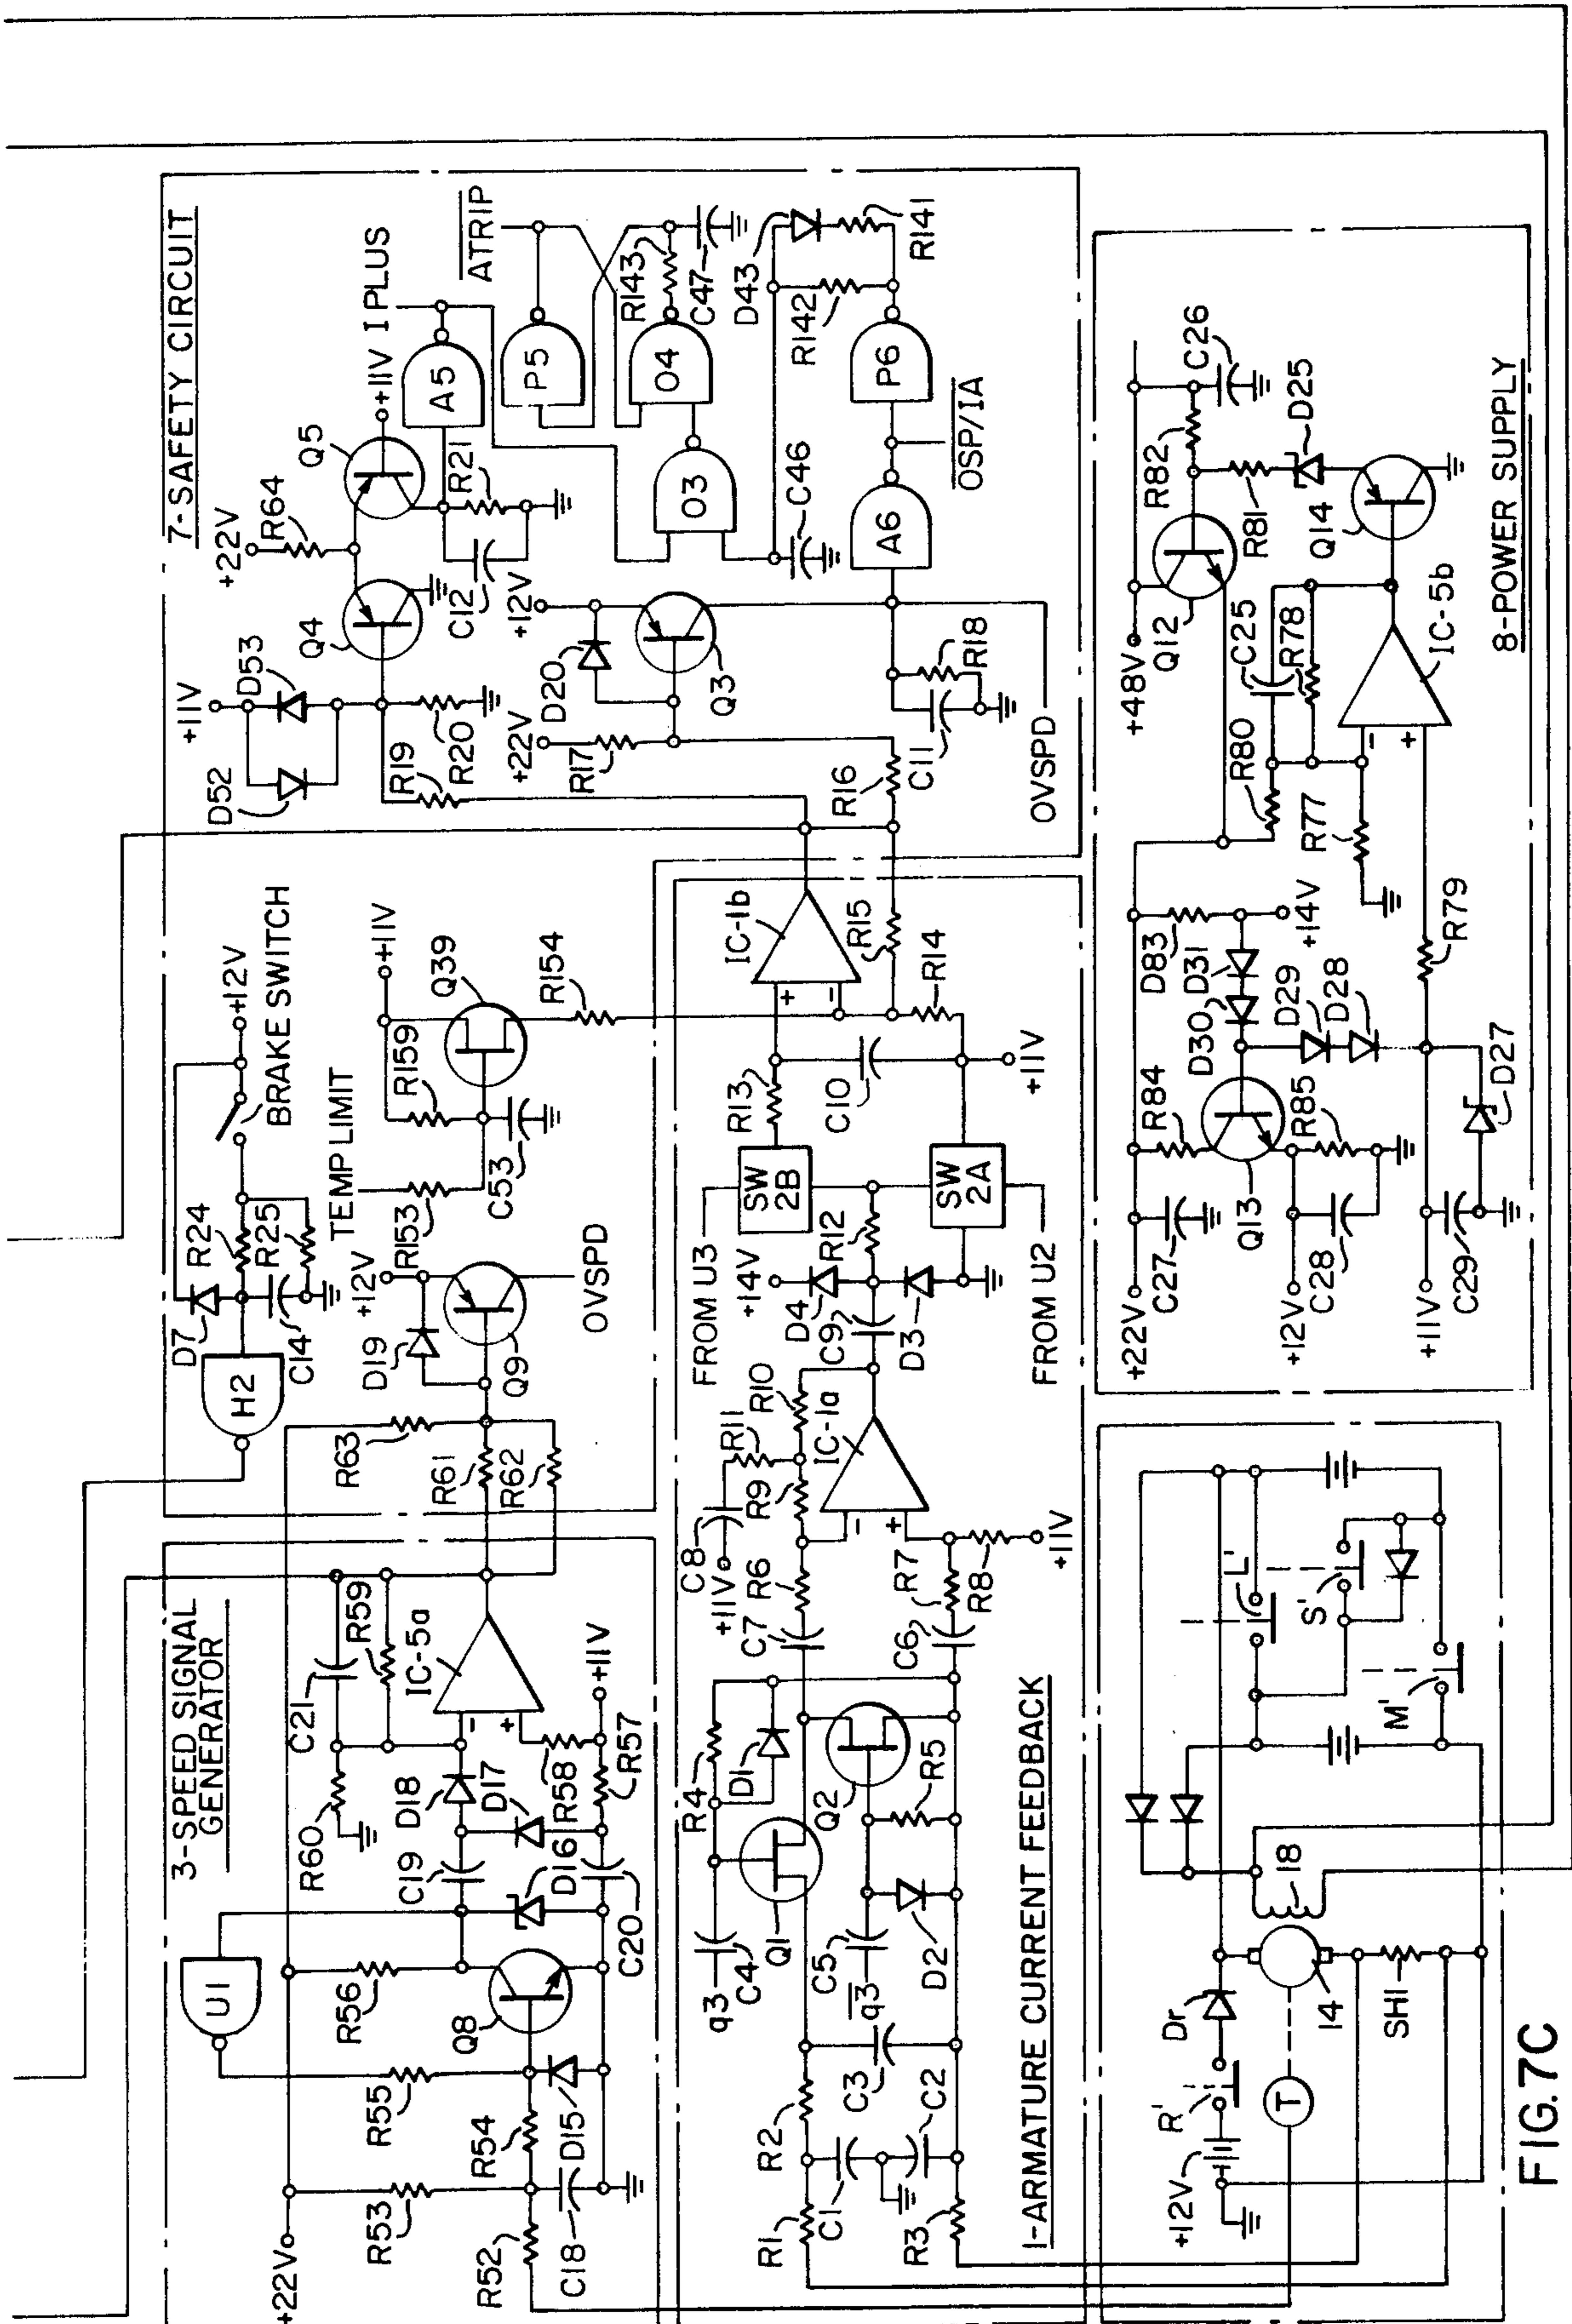 7-SAFETY CIRCUIT
+11V
D53
D52
R19
R20
+22V
R64
Q4
Q5
+11V
I PLUS
ATRIP
A5
R21
C12
P5
O4
R143
C47
O3
D43
R142
R141
C46
P6
A6
OSP/IA
+12V
D20
Q3
+22V
R17
R16
R18
C11
OVSPD
D7
R24
R25
C14
H2
+12V
BRAKE SWITCH
TEMP LIMIT
R153
R159
C53
+11V
Q39
R154
+12V
D19
Q9
OVSPD
R63
R61
R62
3-SPEED SIGNAL
GENERATOR
C21
R59
IC-5a
R60
D18
D17
R58
+11V
R57
C19
D16
C20
U1
R56
Q8
R55
R54
D15
R53
R52
C18
+22V
FROM U3
+14V
D4
C9
D3
R12
SW
2B
SW
2A
FROM U2
R13
C10
+11V
IC-1b
R15
R14
C8
+11V
R11
R10
R9
IC-1a
R6
C7
R7
R8
+11V
C6
R4
D1
Q1
Q2
R5
q3
C4
C5
q3
D2
C3
C2
R2
R1
C1
R3
1-ARMATURE CURRENT FEEDBACK
+48V
Q12
R82
C26
R81
D25
Q14
C25
R78
R80
R77
IC-5b
8-POWER SUPPLY
D83
D31
+14V
D30
D29
D28
R79
R84
R85
Q13
+22V
C27
+12V
C28
+11V
C29
D27
L'
S'
M'
18
Dr
R'
+12V
T
14
SH1
FIG.7C